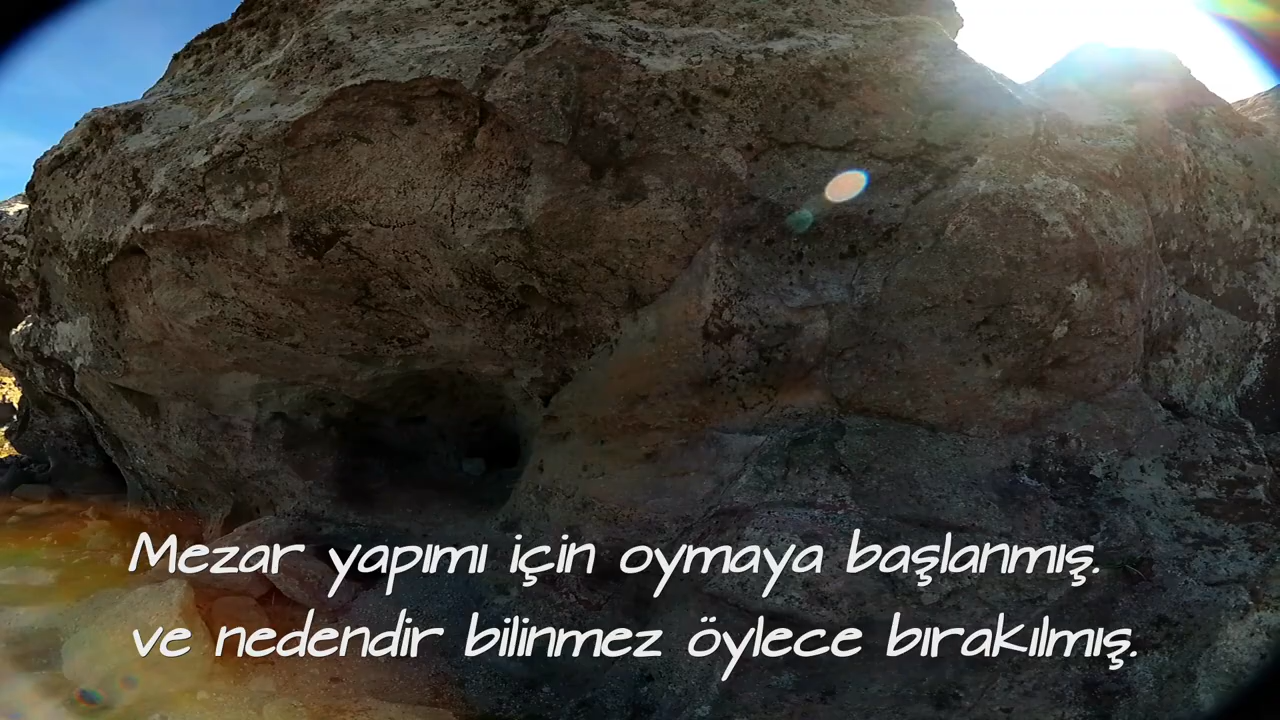 Mezar yapımı için oymaya başlanmış.
ve nedendir bilinmez öylece bırakılmış.